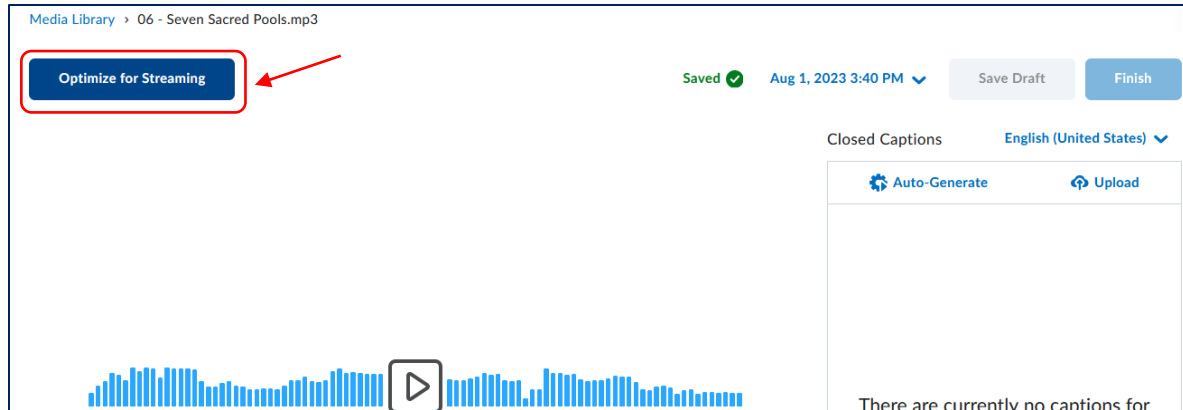 Media Library › 06 - Seven Sacred Pools.mp3
Optimize for Streaming
Saved
Aug 1, 2023 3:40 PM
Save Draft
Finish
Closed Captions
English (United States)
Auto-Generate
Upload
There are currently no captions for